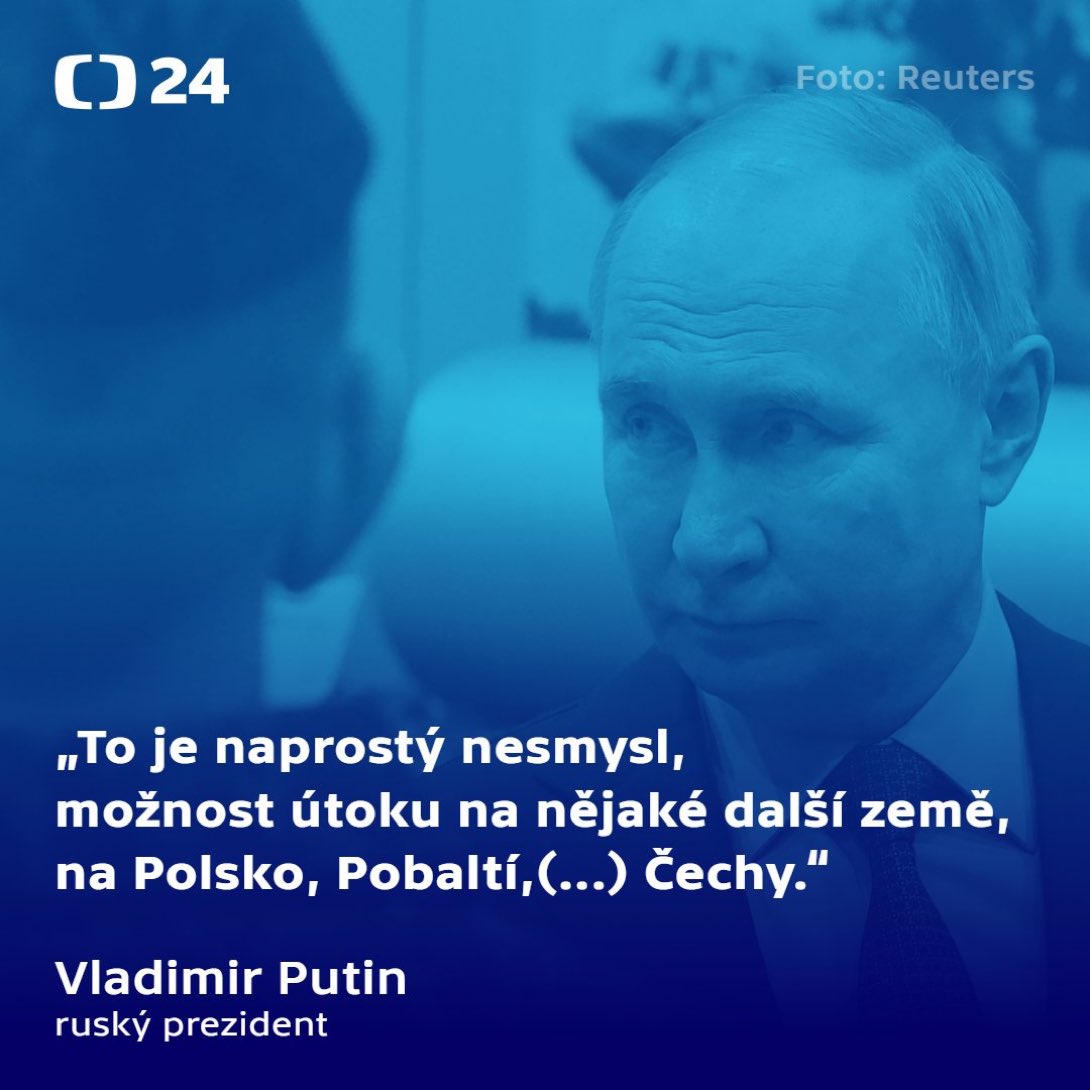 24
Foto: Reuters
„To je naprostý nesmysl,
možnost útoku na nějaké další země,
na Polsko, Pobaltí,(...) Čechy.“
Vladimir Putin
ruský prezident